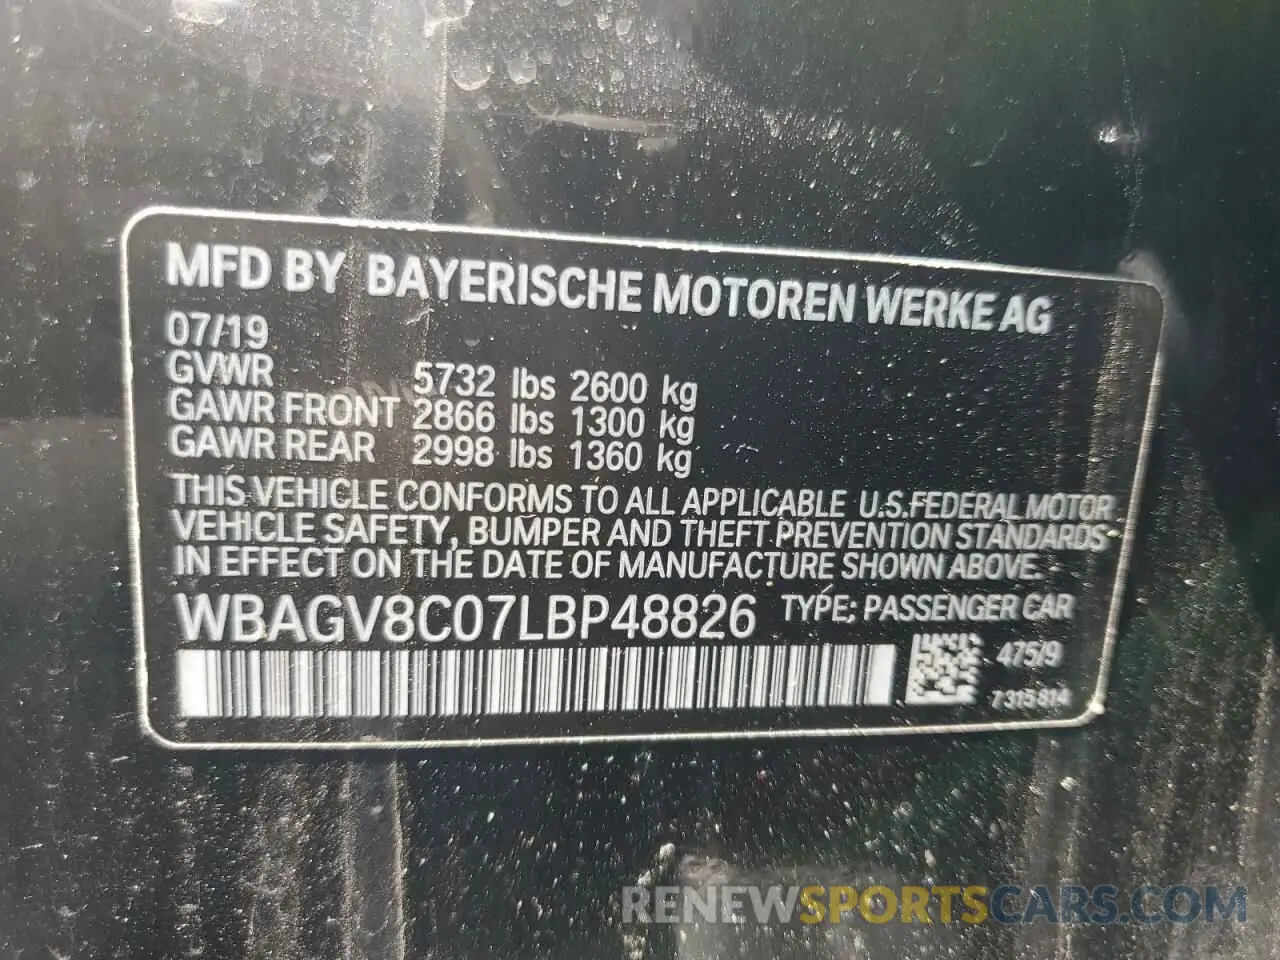 MFD BY BAYERISCHE MOTOREN WERKE AG
07/19
GVWR 5732 lbs 2600 kg
GAWR FRONT 2866 lbs 1300 kg
GAWR REAR 2998 lbs 1360 kg
THIS VEHICLE CONFORMS TO ALL APPLICABLE U.S.FEDERAL MOTOR
VEHICLE SAFETY, BUMPER AND THEFT PREVENTION STANDARDS
IN EFFECT ON THE DATE OF MANUFACTURE SHOWN ABOVE.
WBAGV8C07LBP48826 TYPE; PASSENGER CAR
475/9
7 315 814
RENEWSPORTSCARS.COM